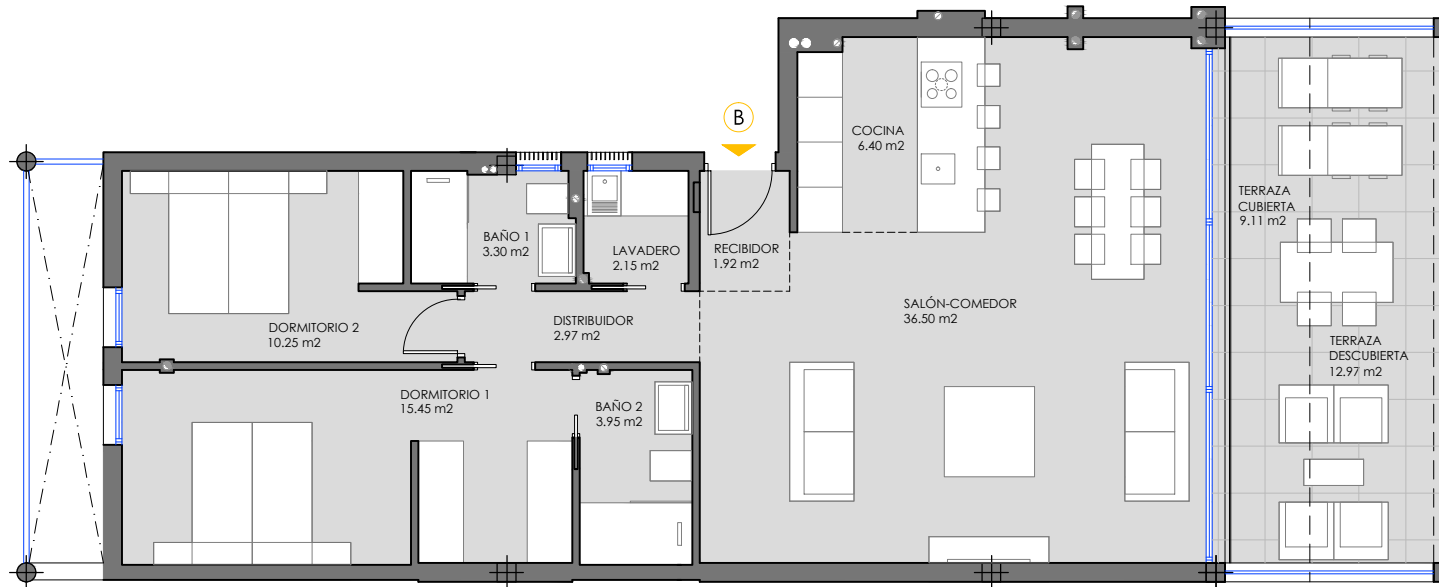 B
COCINA
6.40 m2
TERRAZA
CUBIERTA
9.11 m2
BAÑO 1
3.30 m2
LAVADERO
2.15 m2
RECIBIDOR
1.92 m2
SALÓN-COMEDOR
36.50 m2
DORMITORIO 2
10.25 m2
DISTRIBUIDOR
2.97 m2
TERRAZA
DESCUBIERTA
12.97 m2
DORMITORIO 1
15.45 m2
BAÑO 2
3.95 m2